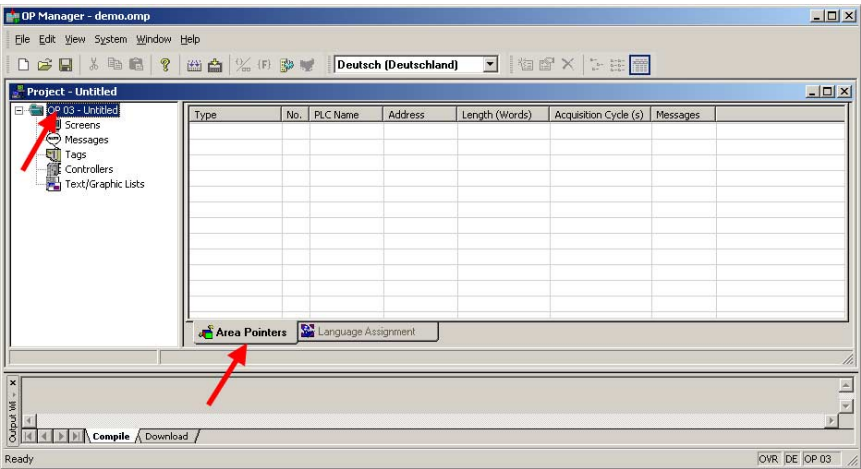 OP Manager - demo.omp
File Edit View System Window Help
Deutsch (Deutschland)
Project - Untitled
OP 03 - Untitled
Screens
Messages
Tags
Controllers
Text/Graphic Lists
Type No. PLC Name Address Length (Words) Acquisition Cycle (s) Messages
Area Pointers Language Assignment
Output Wi
Compile Download
Ready OVR DE OP 03